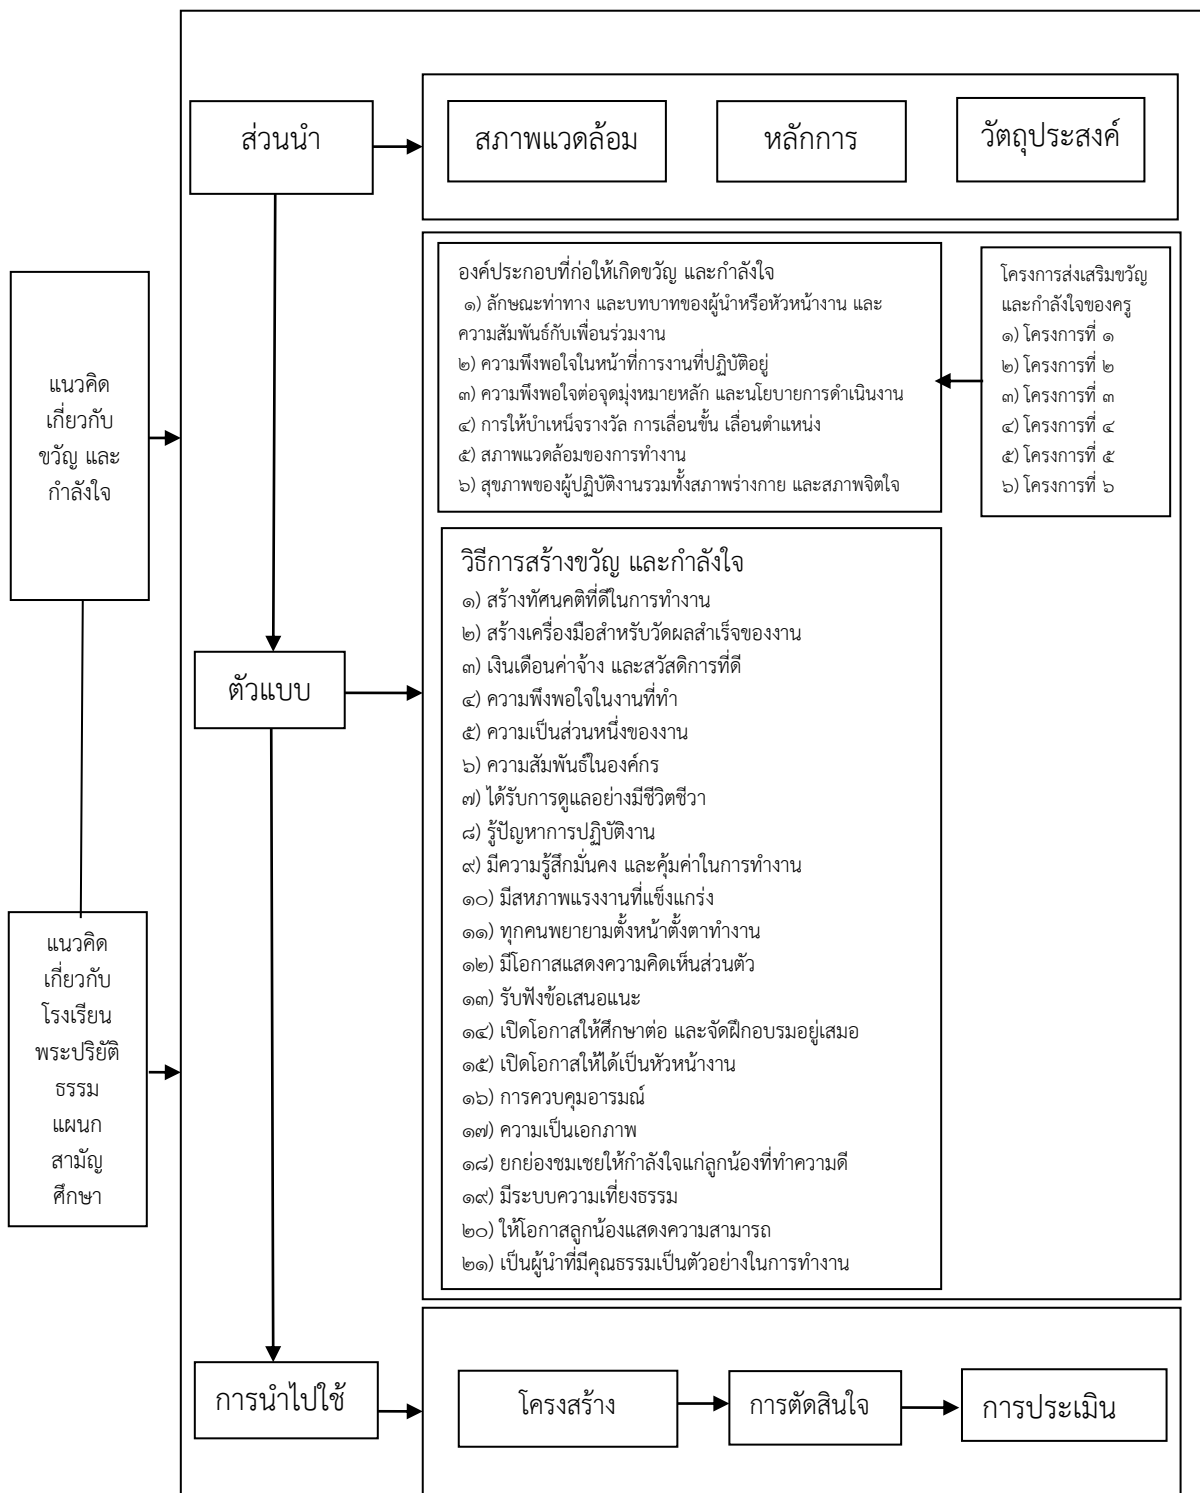 ส่วนนำ
สภาพแวดล้อม
หลักการ
วัตถุประสงค์
แนวคิด
เกี่ยวกับ
ขวัญ และ
กำลังใจ
องค์ประกอบที่ก่อให้เกิดขวัญ และกำลังใจ
๑) ลักษณะท่าทาง และบทบาทของผู้นำหรือหัวหน้างาน และ
ความสัมพันธ์กับเพื่อนร่วมงาน
๒) ความพึงพอใจในหน้าที่การงานที่ปฏิบัติอยู่
๓) ความพึงพอใจต่อจุดมุ่งหมายหลัก และนโยบายการดำเนินงาน
๔) การให้บำเหน็จรางวัล การเลื่อนขั้น เลื่อนตำแหน่ง
๕) สภาพแวดล้อมของการทำงาน
๖) สุขภาพของผู้ปฏิบัติงานรวมทั้งสภาพร่างกาย และสภาพจิตใจ
โครงการส่งเสริมขวัญ
และกำลังใจของครู
๑) โครงการที่ ๑
๒) โครงการที่ ๒
๓) โครงการที่ ๓
๔) โครงการที่ ๔
๕) โครงการที่ ๕
๖) โครงการที่ ๖
ตัวแบบ
วิธีการสร้างขวัญ และกำลังใจ
๑) สร้างทัศนคติที่ดีในการทำงาน
๒) สร้างเครื่องมือสำหรับวัดผลสำเร็จของงาน
๓) เงินเดือนค่าจ้าง และสวัสดิการที่ดี
๔) ความพึงพอใจในงานที่ทำ
๕) ความเป็นส่วนหนึ่งของงาน
๖) ความสัมพันธ์ในองค์กร
๗) ได้รับการดูแลอย่างมีชีวิตชีวา
๘) รู้ปัญหาการปฏิบัติงาน
๙) มีความรู้สึกมั่นคง และคุ้มค่าในการทำงาน
๑๐) มีสหภาพแรงงานที่แข็งแกร่ง
๑๑) ทุกคนพยายามตั้งหน้าตั้งตาทำงาน
๑๒) มีโอกาสแสดงความคิดเห็นส่วนตัว
๑๓) รับฟังข้อเสนอแนะ
๑๔) เปิดโอกาสให้ศึกษาต่อ และจัดฝึกอบรมอยู่เสมอ
๑๕) เปิดโอกาสให้ได้เป็นหัวหน้างาน
๑๖) การควบคุมอารมณ์
๑๗) ความเป็นเอกภาพ
๑๘) ยกย่องชมเชยให้กำลังใจแก่ลูกน้องที่ทำความดี
๑๙) มีระบบความเที่ยงธรรม
๒๐) ให้โอกาสลูกน้องแสดงความสามารถ
๒๑) เป็นผู้นำที่มีคุณธรรมเป็นตัวอย่างในการทำงาน
แนวคิด
เกี่ยวกับ
โรงเรียน
พระปริยัติ
ธรรม
แผนก
สามัญ
ศึกษา
การนำไปใช้
โครงสร้าง
การตัดสินใจ
การประเมิน